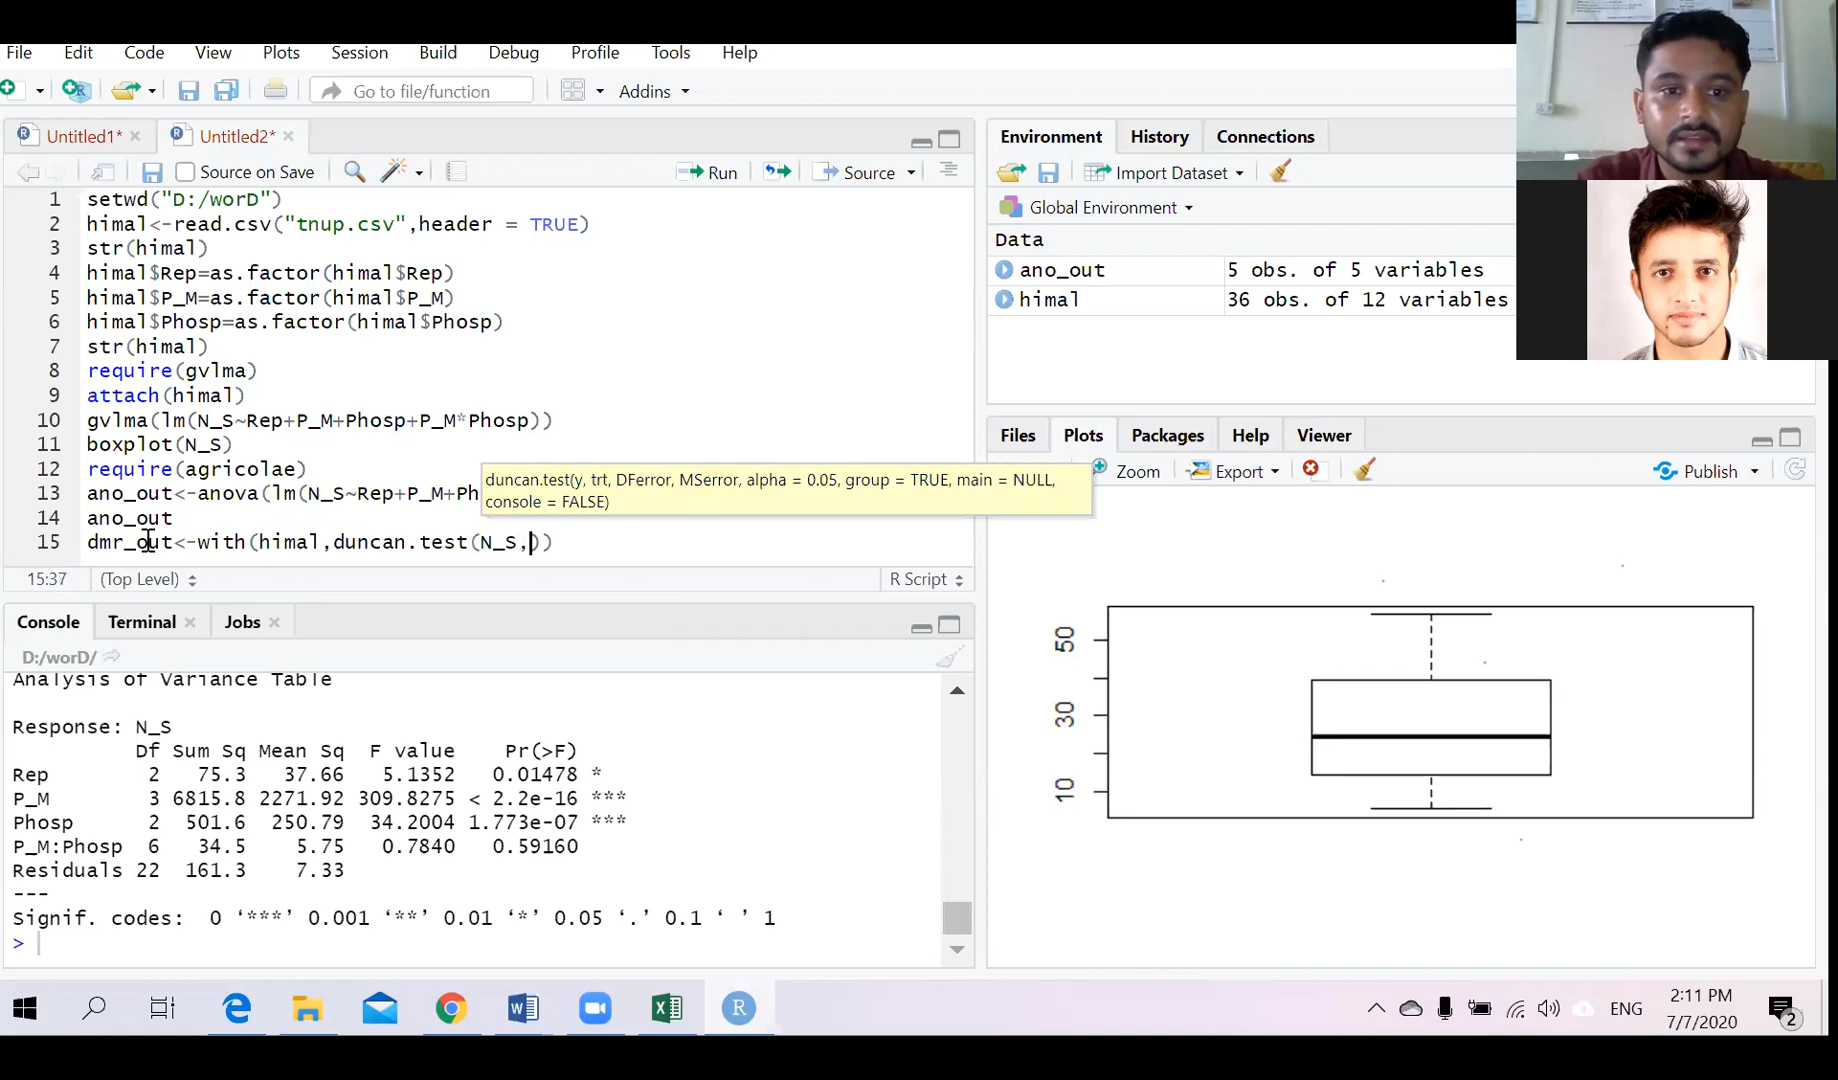 File Edit Code View Plots Session Build Debug Profile Tools Help
Go to file/function Addins
Untitled1* Untitled2*
Source on Save Run Source
1 setwd("D:/worD")
2 himal<-read.csv("tnup.csv",header = TRUE)
3 str(himal)
4 himal$Rep=as.factor(himal$Rep)
5 himal$P_M=as.factor(himal$P_M)
6 himal$Phosp=as.factor(himal$Phosp)
7 str(himal)
8 require(gvlma)
9 attach(himal)
10 gvlma(lm(N_S~Rep+P_M+Phosp+P_M*Phosp))
11 boxplot(N_S)
12 require(agricolae)
13 ano_out<-anova(lm(N_S~Rep+P_M+Ph
14 ano_out
15 dmr_out<-with(himal,duncan.test(N_S,))
duncan.test(y, trt, DFerror, MSerror, alpha = 0.05, group = TRUE, main = NULL,
console = FALSE)
15:37 (Top Level) R Script
Console Terminal Jobs
D:/worD/
Analysis of Variance Table
Response: N_S
Df Sum Sq Mean Sq F value Pr(>F)
Rep 2 75.3 37.66 5.1352 0.01478 *
P_M 3 6815.8 2271.92 309.8275 < 2.2e-16 ***
Phosp 2 501.6 250.79 34.2004 1.773e-07 ***
P_M:Phosp 6 34.5 5.75 0.7840 0.59160
Residuals 22 161.3 7.33
---
Signif. codes: 0 ‘***’ 0.001 ‘**’ 0.01 ‘*’ 0.05 ‘.’ 0.1 ‘ ’ 1
>
Environment History Connections
Import Dataset
Global Environment
Data
ano_out 5 obs. of 5 variables
himal 36 obs. of 12 variables
Files Plots Packages Help Viewer
Zoom Export Publish
50
30
10
ENG
2:11 PM
7/7/2020
2